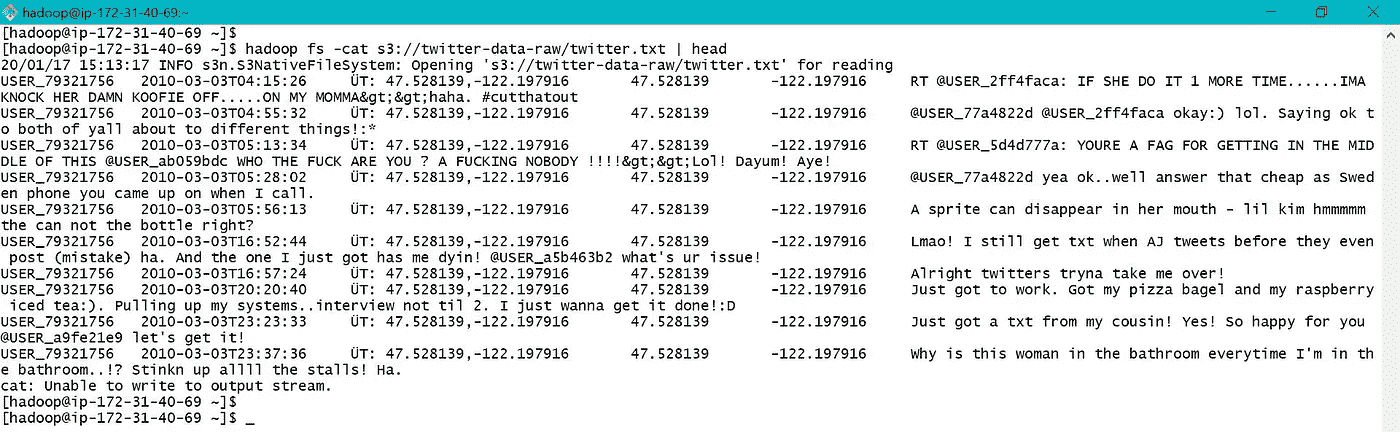 hadoop@ip-172-31-40-69:~
[hadoop@ip-172-31-40-69 ~]$
[hadoop@ip-172-31-40-69 ~]$ hadoop fs -cat s3://twitter-data-raw/twitter.txt | head
20/01/17 15:13:17 INFO s3n.S3NativeFileSystem: Opening 's3://twitter-data-raw/twitter.txt' for reading
USER_79321756 2010-03-03T04:15:26 ÜT: 47.528139,-122.197916 47.528139 -122.197916 RT @USER_2ff4faca: IF SHE DO IT 1 MORE TIME......IMA
KNOCK HER DAMN KOOFIE OFF.....ON MY MOMMA&gt;&gt;haha. #cutthatout
USER_79321756 2010-03-03T04:55:32 ÜT: 47.528139,-122.197916 47.528139 -122.197916 @USER_77a4822d @USER_2ff4faca okay:) lol. Saying ok t
o both of yall about to different things!:*
USER_79321756 2010-03-03T05:13:34 ÜT: 47.528139,-122.197916 47.528139 -122.197916 RT @USER_5d4d777a: YOURE A FAG FOR GETTING IN THE MID
DLE OF THIS @USER_ab059bdc WHO THE FUCK ARE YOU ? A FUCKING NOBODY !!!!&gt;&gt;Lol! Dayum! Aye!
USER_79321756 2010-03-03T05:28:02 ÜT: 47.528139,-122.197916 47.528139 -122.197916 @USER_77a4822d yea ok..well answer that cheap as Swed
en phone you came up on when I call.
USER_79321756 2010-03-03T05:56:13 ÜT: 47.528139,-122.197916 47.528139 -122.197916 A sprite can disappear in her mouth - lil kim hmmmmm
the can not the bottle right?
USER_79321756 2010-03-03T16:52:44 ÜT: 47.528139,-122.197916 47.528139 -122.197916 Lmao! I still get txt when AJ tweets before they even
post (mistake) ha. And the one I just got has me dyin! @USER_a5b463b2 what's ur issue!
USER_79321756 2010-03-03T16:57:24 ÜT: 47.528139,-122.197916 47.528139 -122.197916 Alright twitters tryna take me over!
USER_79321756 2010-03-03T20:20:40 ÜT: 47.528139,-122.197916 47.528139 -122.197916 Just got to work. Got my pizza bagel and my raspberry
iced tea:). Pulling up my systems..interview not til 2. I just wanna get it done!:D
USER_79321756 2010-03-03T23:23:33 ÜT: 47.528139,-122.197916 47.528139 -122.197916 Just got a txt from my cousin! Yes! So happy for you
@USER_a9fe21e9 let's get it!
USER_79321756 2010-03-03T23:37:36 ÜT: 47.528139,-122.197916 47.528139 -122.197916 Why is this woman in the bathroom everytime I'm in th
e bathroom..!? Stinkn up allll the stalls! Ha.
cat: Unable to write to output stream.
[hadoop@ip-172-31-40-69 ~]$
[hadoop@ip-172-31-40-69 ~]$ _